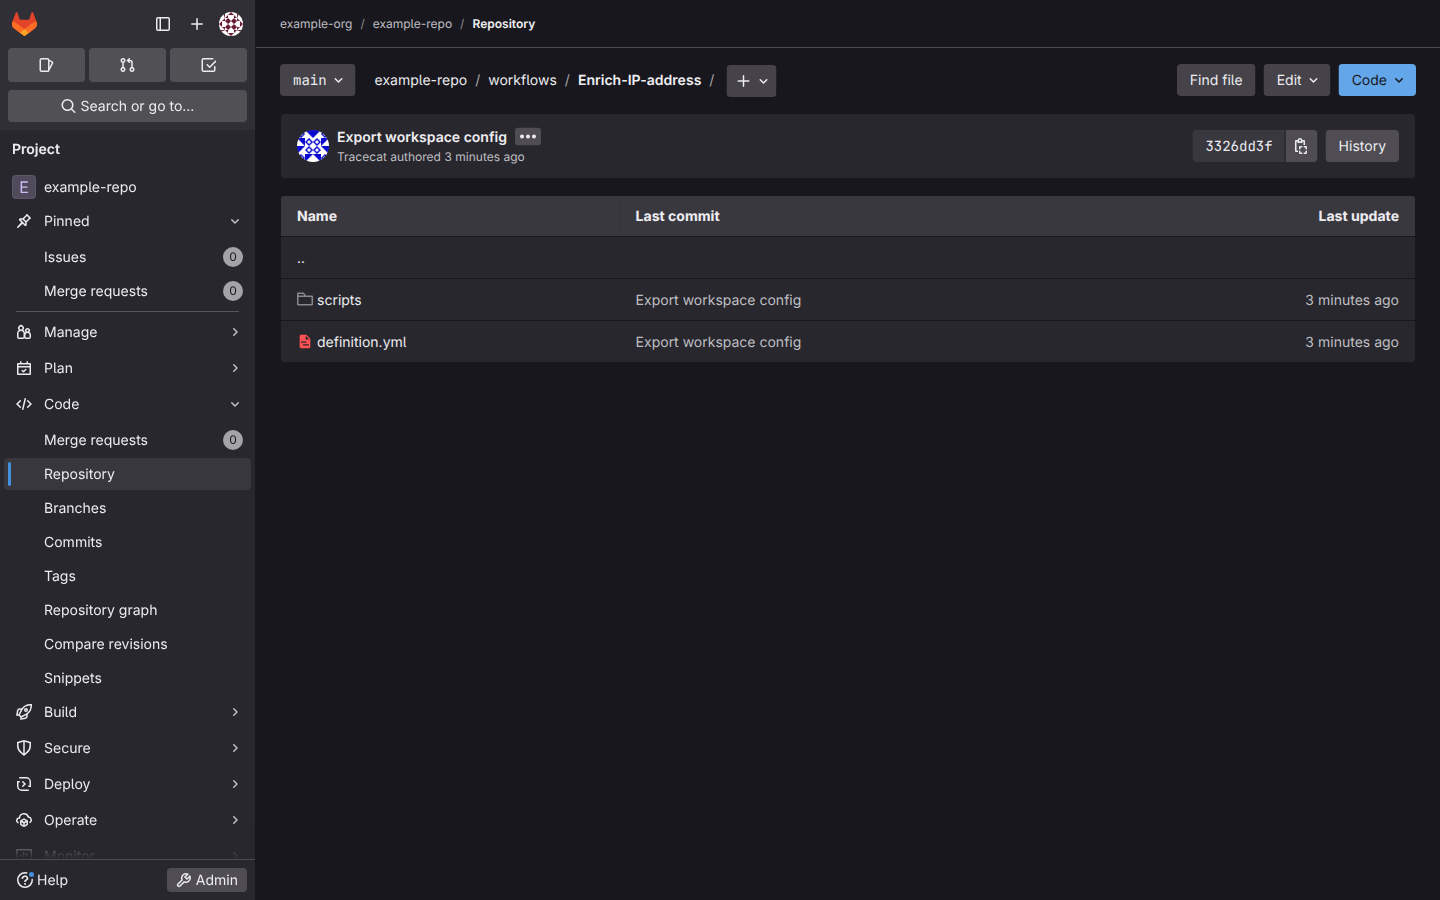 example-org / example-repo / Repository
Search or go to...
Project
E example-repo
Pinned
Issues 0
Merge requests 0
Manage
Plan
Code
Merge requests 0
Repository
Branches
Commits
Tags
Repository graph
Compare revisions
Snippets
Build
Secure
Deploy
Operate
Monitor
Help
Admin
main
example-repo / workflows / Enrich-IP-address /
Find file
Edit
Code
Export workspace config
Tracecat authored 3 minutes ago
3326dd3f
History
Name Last commit Last update
..
scripts Export workspace config 3 minutes ago
definition.yml Export workspace config 3 minutes ago